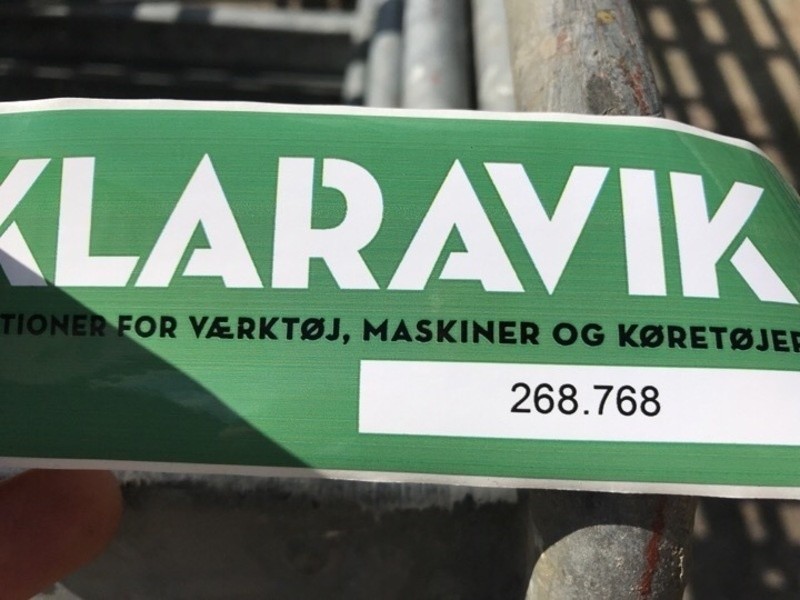 KLARAVIK
TIONER FOR VÆRKTØJ, MASKINER OG KØRETØJER
268.768